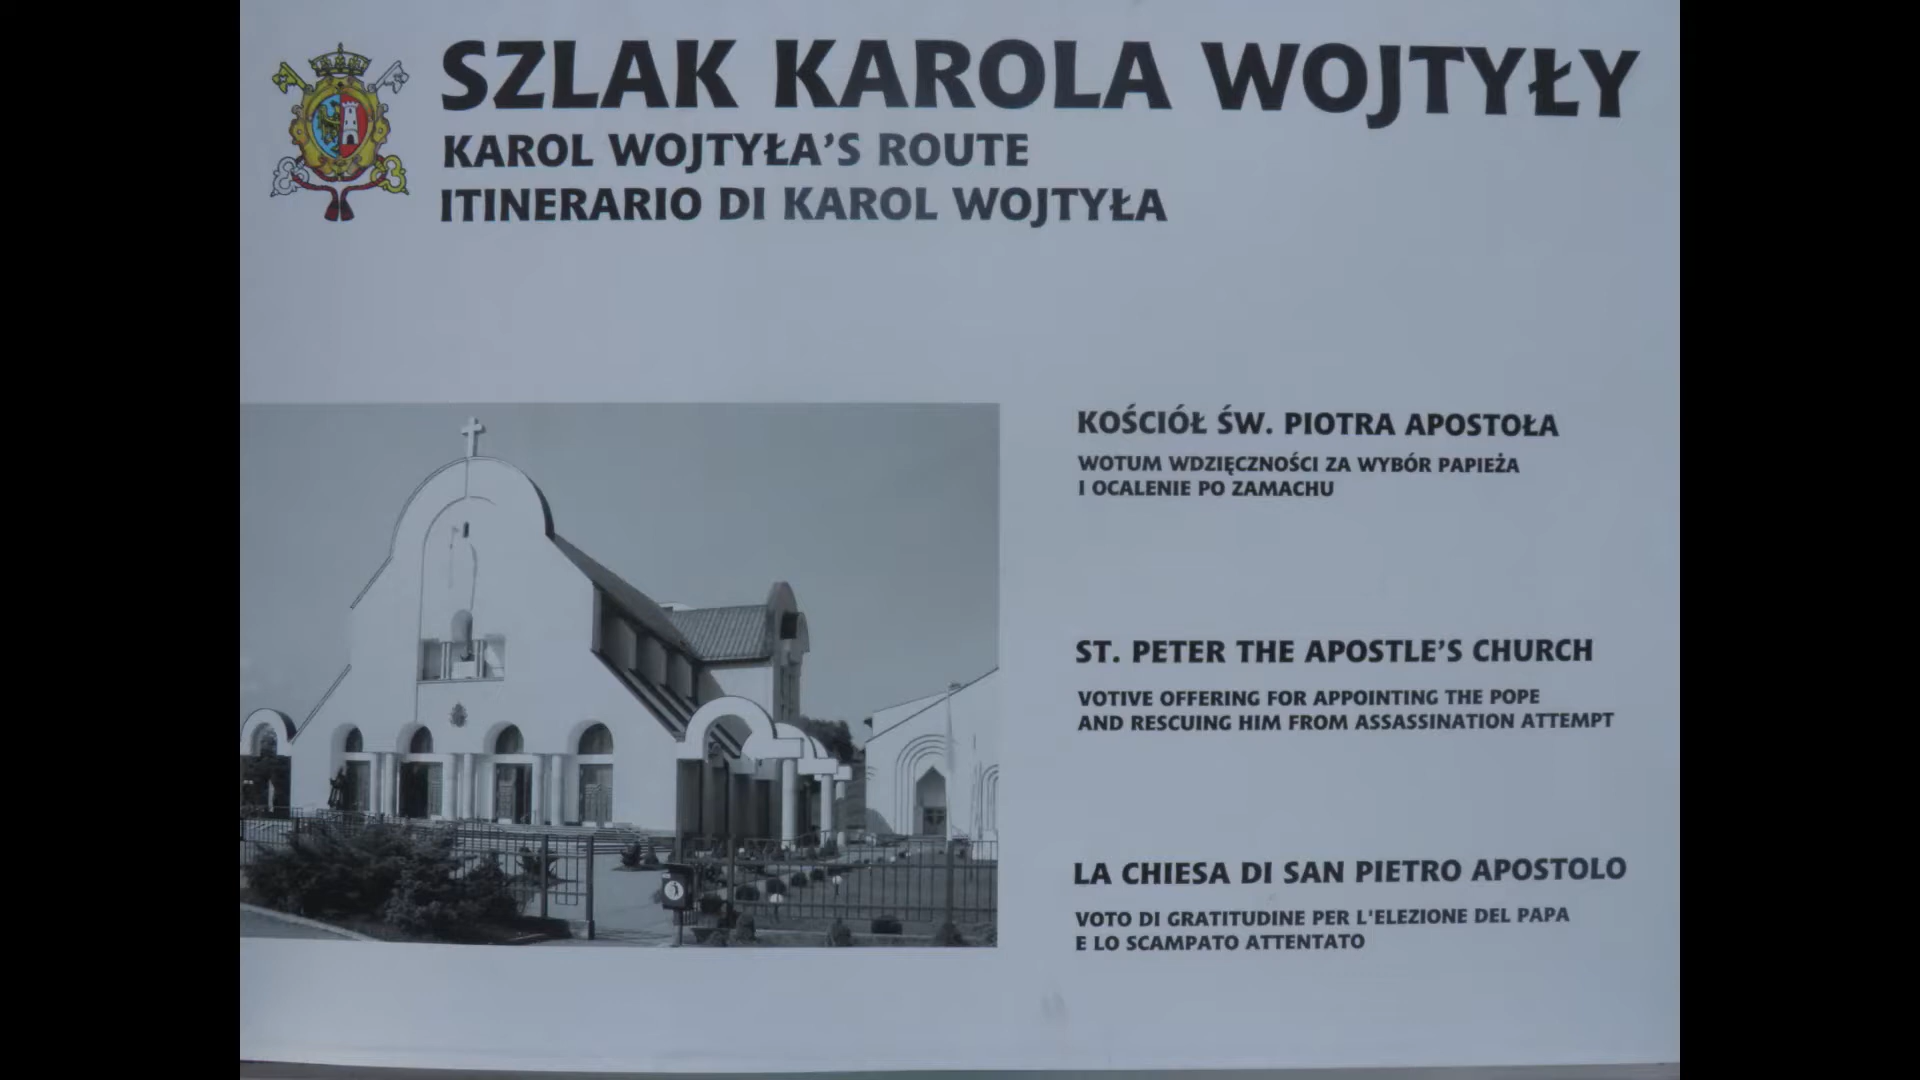 SZLAK KAROLA WOJTYŁY
KAROL WOJTYŁA'S ROUTE
ITINERARIO DI KAROL WOJTYŁA
KOŚCIÓŁ ŚW. PIOTRA APOSTOŁA
WOTUM WDZIĘCZNOŚCI ZA WYBÓR PAPIEŻA
I OCALENIE PO ZAMACHU
ST. PETER THE APOSTLE'S CHURCH
VOTIVE OFFERING FOR APPOINTING THE POPE
AND RESCUING HIM FROM ASSASSINATION ATTEMPT
LA CHIESA DI SAN PIETRO APOSTOLO
VOTO DI GRATITUDINE PER L'ELEZIONE DEL PAPA
E LO SCAMPATO ATTENTATO